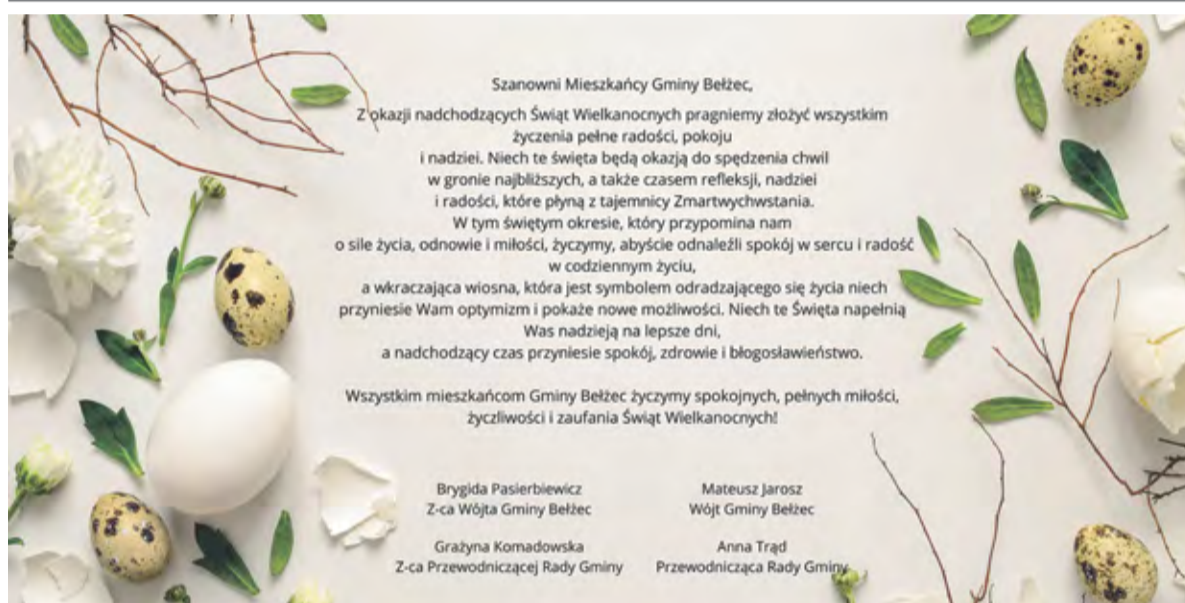 Szanowni Mieszkańcy Gminy Bełżec,
Z okazji nadchodzących Świąt Wielkanocnych pragniemy złożyć wszystkim
życzenia pełne radości, pokoju
i nadziei. Niech te święta będą okazją do spędzenia chwil
w gronie najbliższych, a także czasem refleksji, nadziei
i radości, które płyną z tajemnicy Zmartwychwstania.
W tym świętym okresie, który przypomina nam
o sile życia, odnowie i miłości, życzymy, abyście odnaleźli spokój w sercu i radość
w codziennym życiu,
a wkraczająca wiosna, która jest symbolem odradzającego się życia niech
przyniesie Wam optymizm i pokaże nowe możliwości. Niech te Święta napełnią
Was nadzieją na lepsze dni,
a nadchodzący czas przyniesie spokój, zdrowie i błogosławieństwo.
Wszystkim mieszkańcom Gminy Bełżec życzymy spokojnych, pełnych miłości,
życzliwości i zaufania Świąt Wielkanocnych!
Brygida Pasierbiewicz
Z-ca Wójta Gminy Bełżec
Mateusz Jarosz
Wójt Gminy Bełżec
Grażyna Komadowska
Z-ca Przewodniczącej Rady Gminy
Anna Trąd
Przewodnicząca Rady Gminy